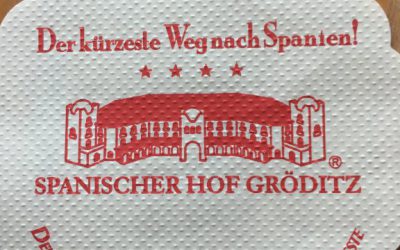 Der kürzeste Weg nach Spanien!
®
SPANISCHER HOF GRÖDITZ